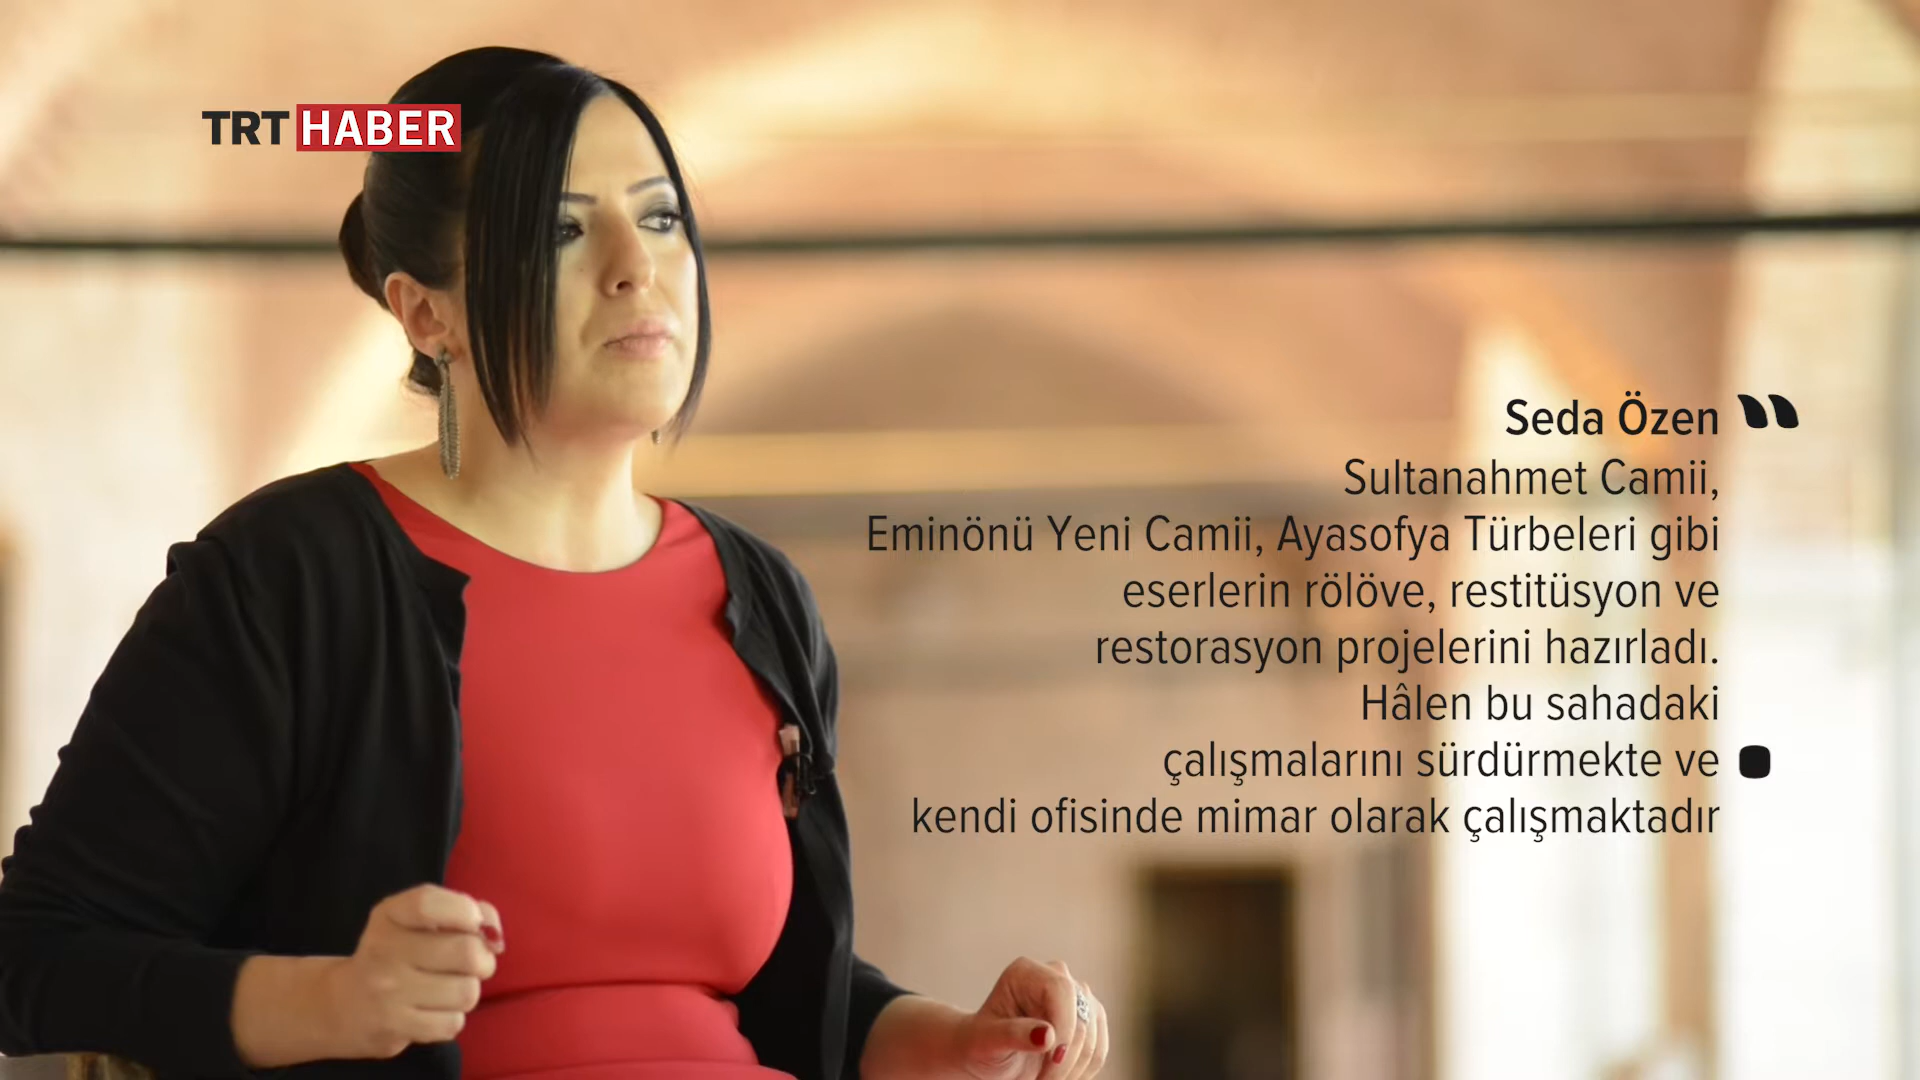 TRT HABER
Seda Özen
Sultanahmet Camii,
Eminönü Yeni Camii, Ayasofya Türbeleri gibi
eserlerin rölöve, restitüsyon ve
restorasyon projelerini hazırladı.
Hâlen bu sahadaki
çalışmalarını sürdürmekte ve
kendi ofisinde mimar olarak çalışmaktadır